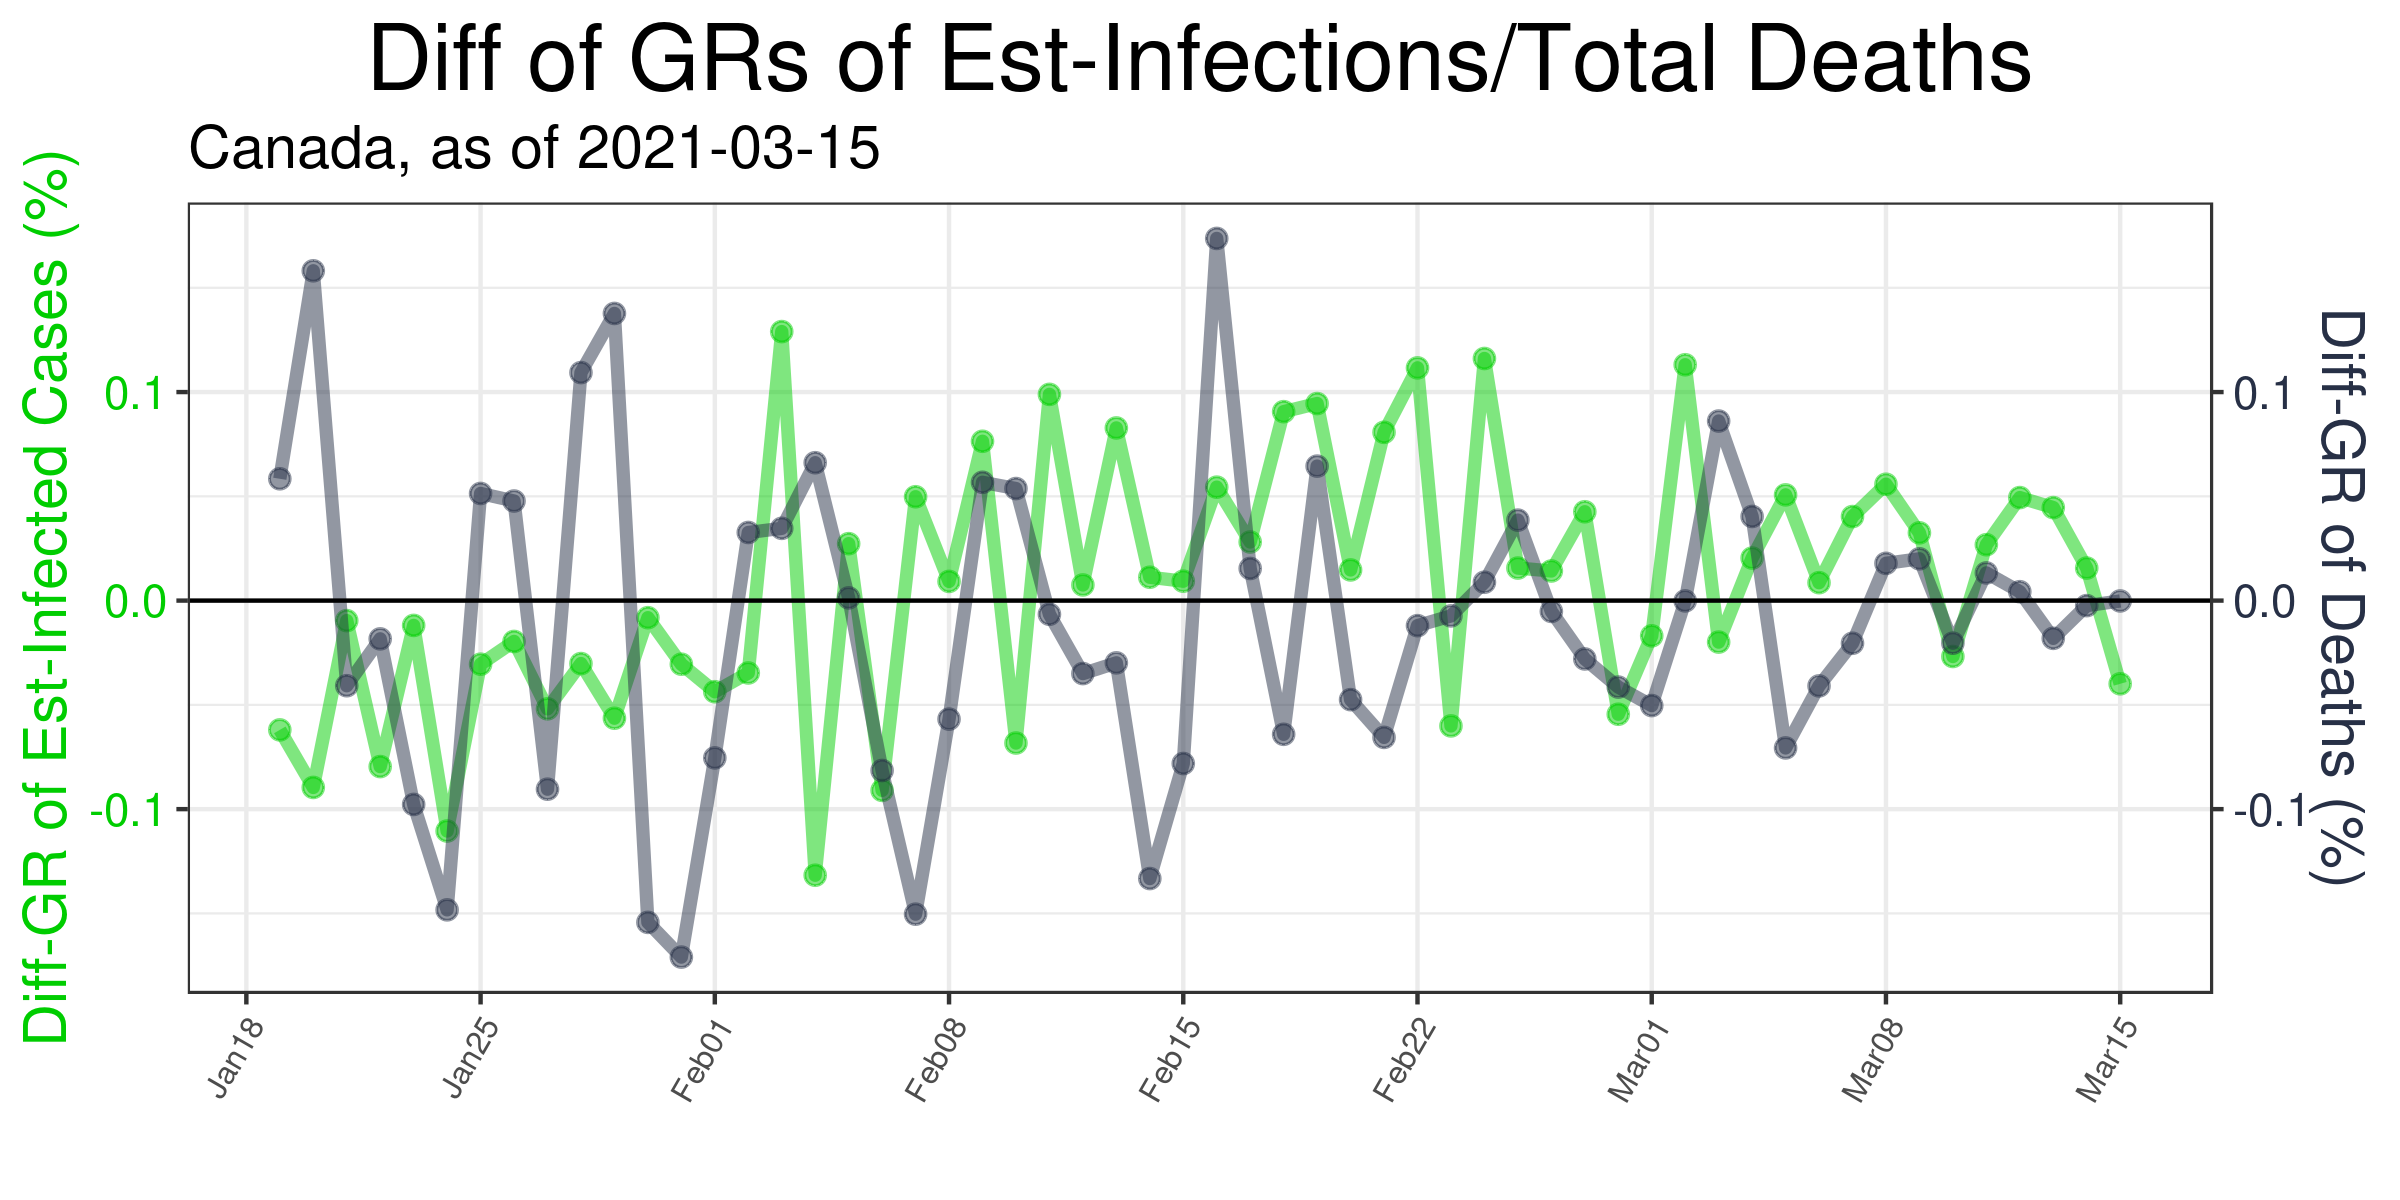 Diff of GRs of Est-Infections/Total Deaths
Canada, as of 2021-03-15
Diff-GR of Est-Infected Cases (%)
0.1
0.0
-0.1
0.1
0.0
-0.1
Diff-GR of Deaths (%)
Jan18
Jan25
Feb01
Feb08
Feb15
Feb22
Mar01
Mar08
Mar15